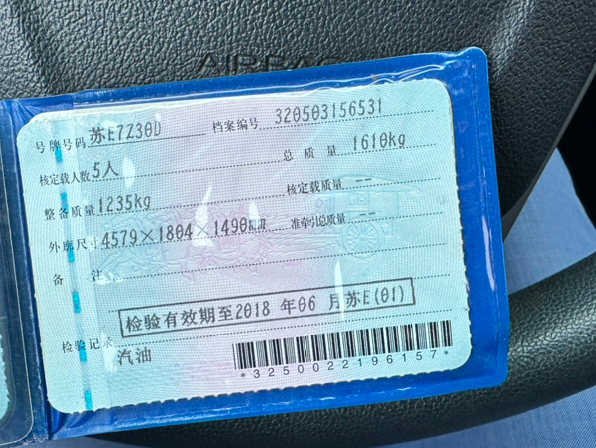 AIRBAG
号牌号码 苏E7Z30D 档案编号 320503156531
核定载人数 5人 总质量 1610kg
整备质量 1235kg 核定载质量 --
外廓尺寸 4579×1804×1490mm 准牵引总质量 --
备注
检验有效期至2018 年06 月苏E(01)
检验记录
汽油
*3250022196157*